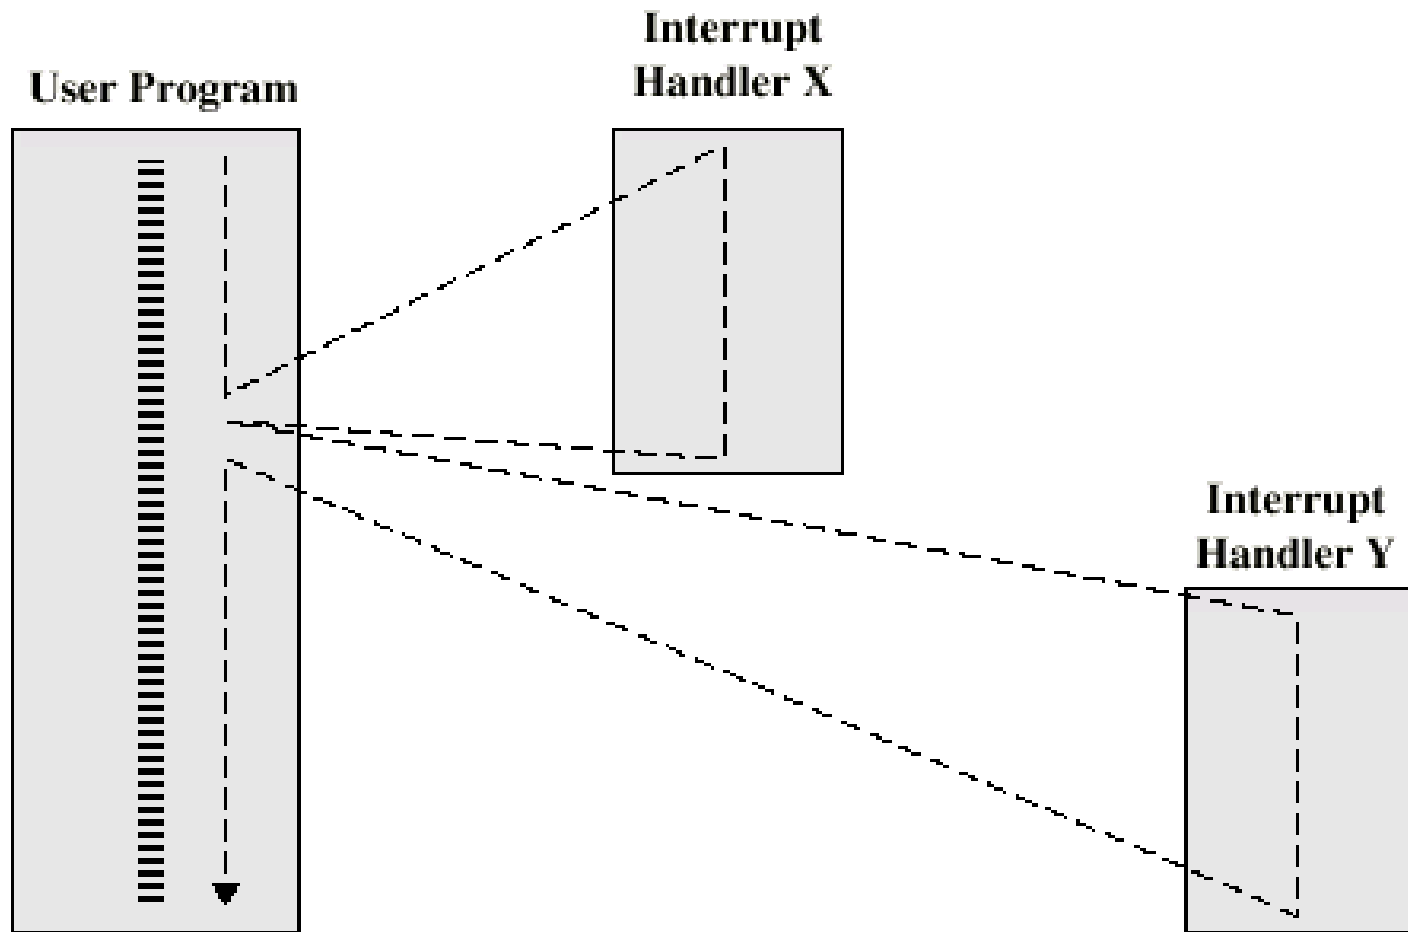 User Program
Interrupt
Handler X
Interrupt
Handler Y